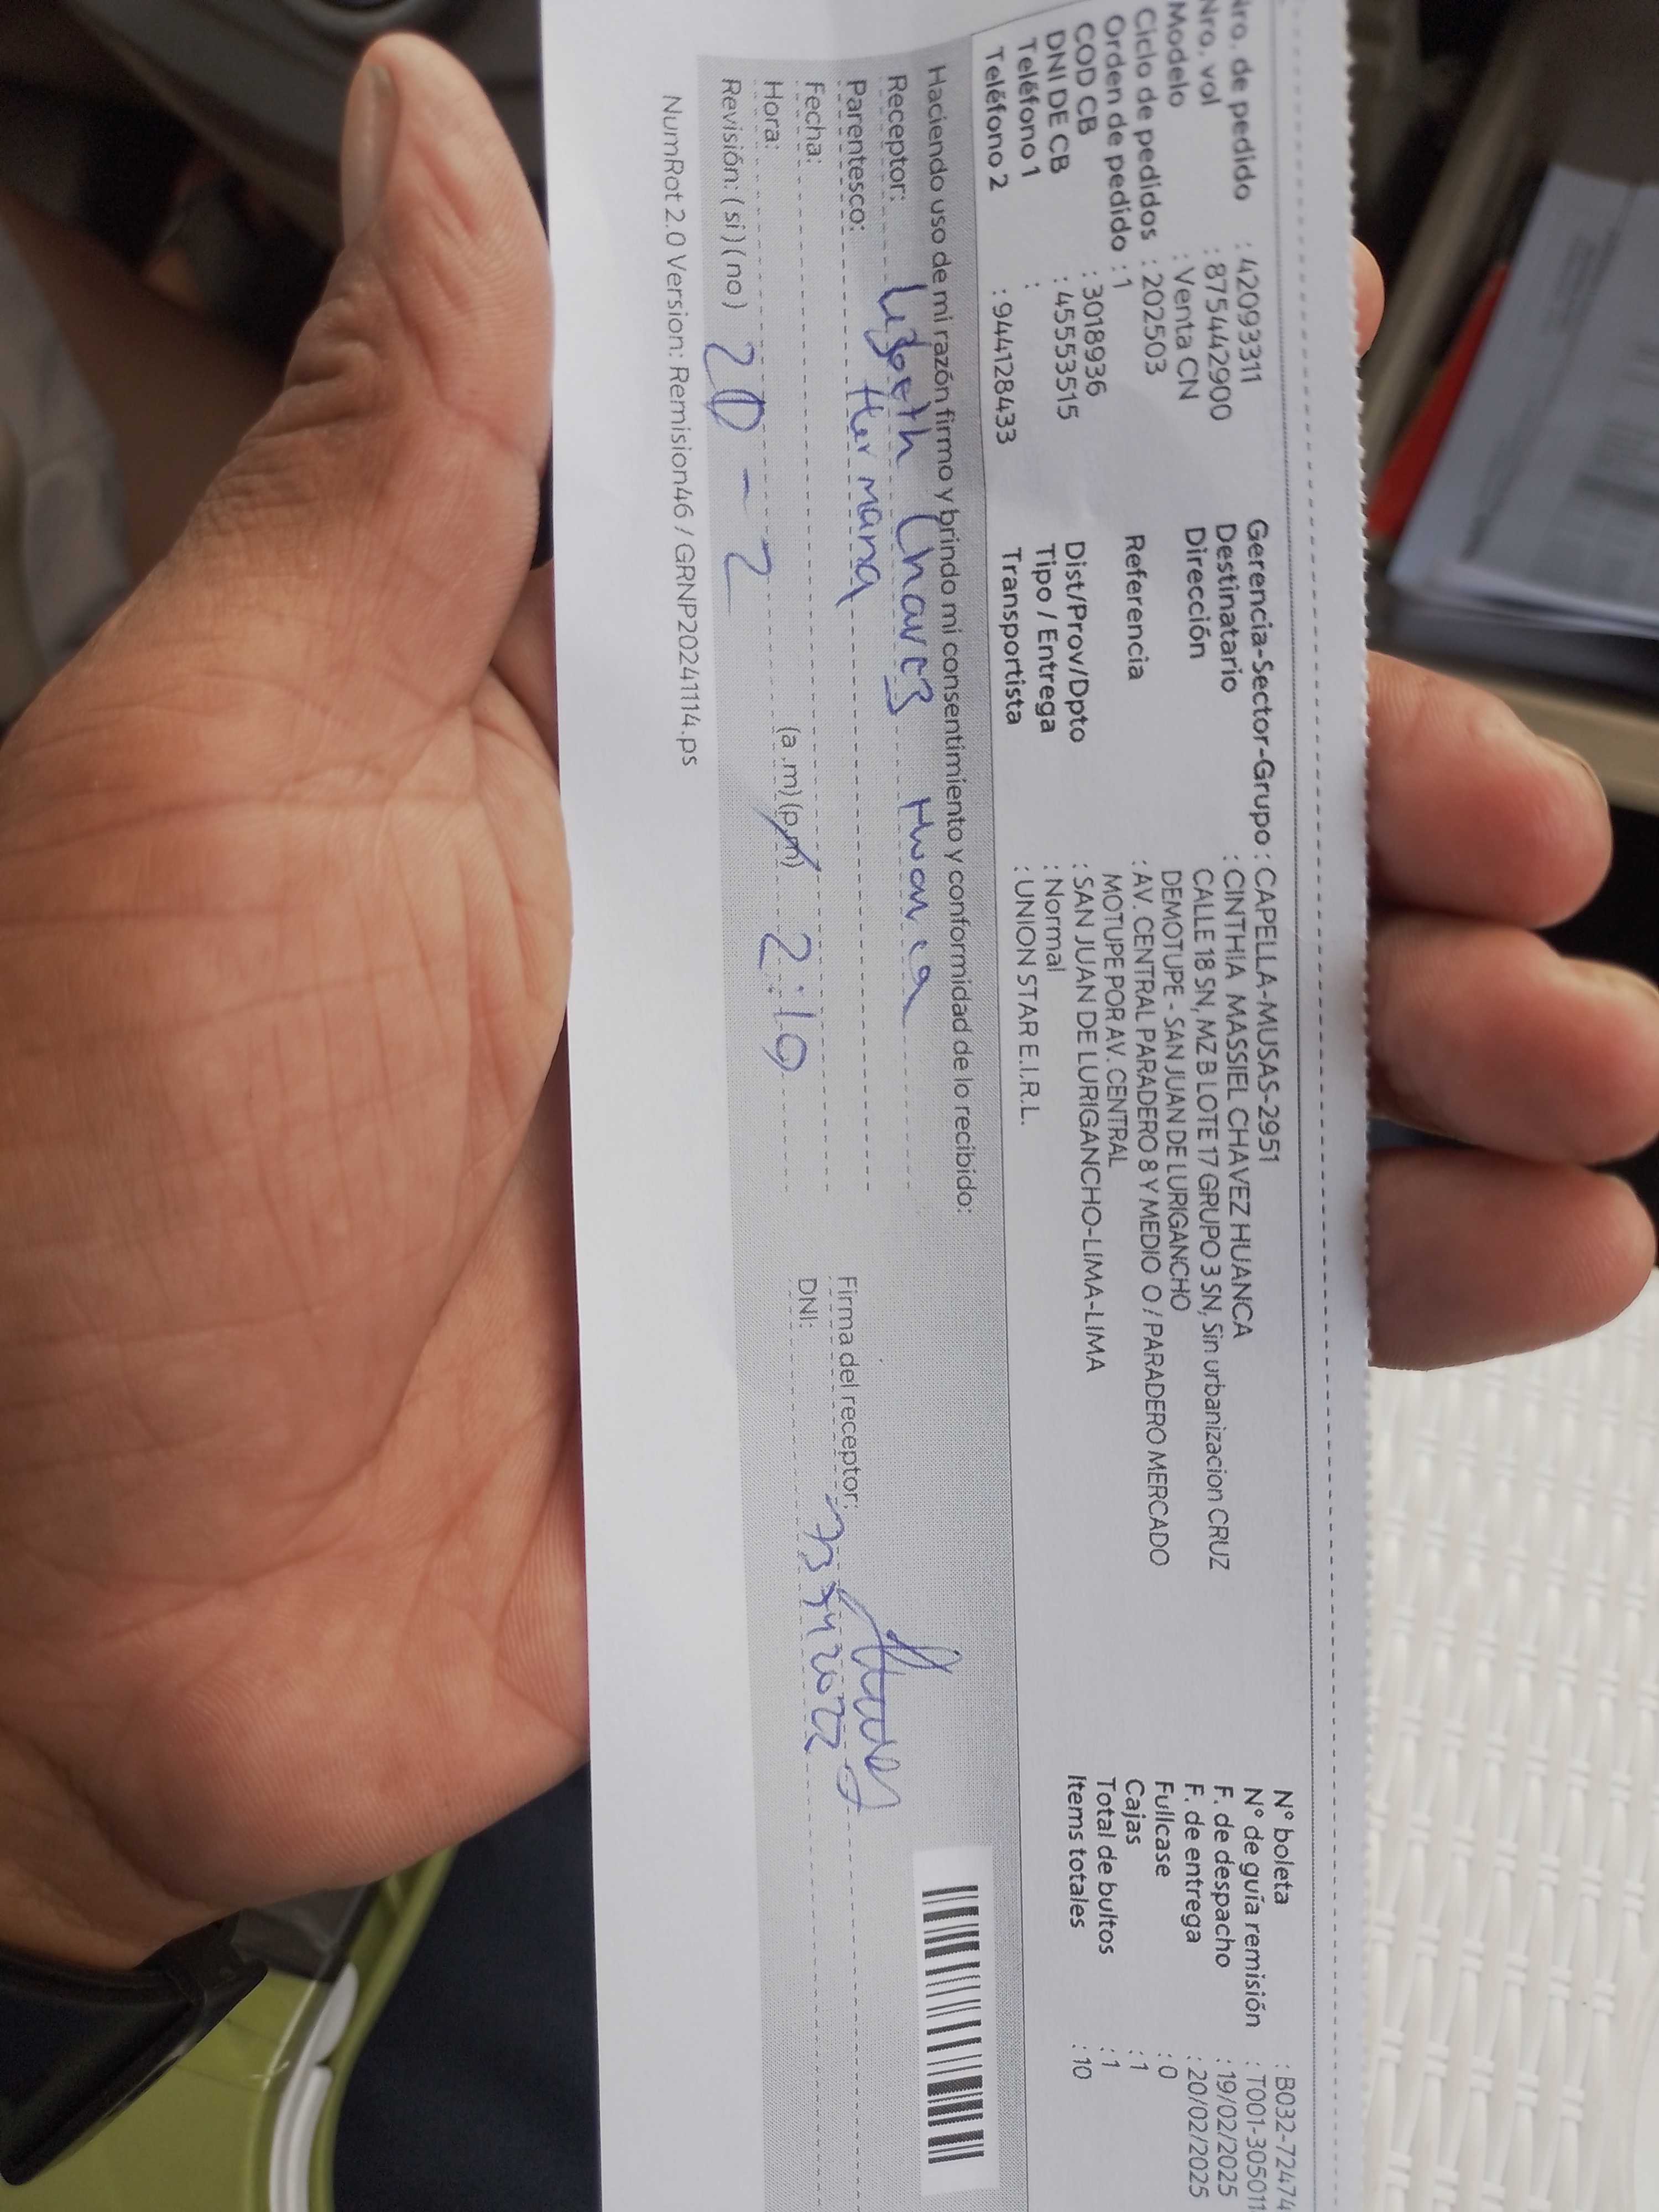 Nro. de pedido : 42093311
Nro. vol : 875442900
Modelo : Venta CN
Ciclo de pedidos : 202503
Orden de pedido : 1
COD CB : 3018936
DNI DE CB : 45553515
Teléfono 1 :
Teléfono 2 : 944128433
Gerencia-Sector-Grupo : CAPELLA-MUSAS-2951
Destinatario : CINTHIA MASSIEL CHAVEZ HUANCA
Dirección CALLE 18 SN, MZ B LOTE 17 GRUPO 3 SN, Sin urbanizacion CRUZ
DEMOTUPE - SAN JUAN DE LURIGANCHO
Referencia : AV. CENTRAL PARADERO 8 Y MEDIO O / PARADERO MERCADO
MOTUPE POR AV. CENTRAL
Dist/Prov/Dpto : SAN JUAN DE LURIGANCHO-LIMA-LIMA
Tipo / Entrega : Normal
Transportista : UNION STAR E.I.R.L.
N° boleta : B032-72474
N° de guía remisión : T001-305011
F. de despacho : 19/02/2025
F. de entrega : 20/02/2025
Fullcase : 0
Cajas : 1
Total de bultos : 1
Items totales : 10
Haciendo uso de mi razón firmo y brindo mi consentimiento y conformidad de lo recibido:
Receptor: Lizbeth Chavez
Parentesco: Hermana
Fecha:
Hora: (a.m) (p.m) 2:10
Revisión: (si) (no) 20 - 2
Firma del receptor:
DNI:
NumRot 2.0 Version: Remision46 / GRNP20241114.ps